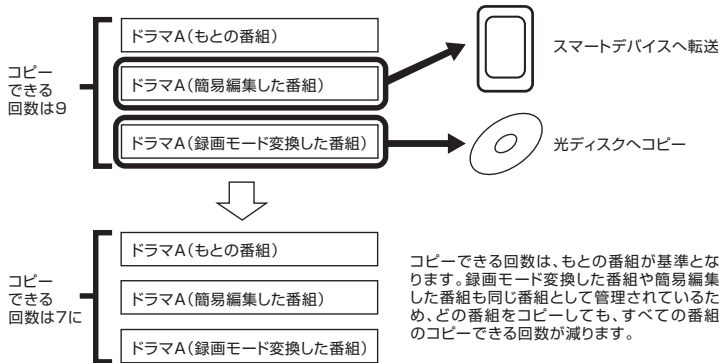 コピー
できる
回数は9
ドラマA(もとの番組)
ドラマA(簡易編集した番組)
ドラマA(録画モード変換した番組)
スマートデバイスへ転送
光ディスクへコピー
コピー
できる
回数は7に
ドラマA(もとの番組)
ドラマA(簡易編集した番組)
ドラマA(録画モード変換した番組)
コピーできる回数は、もとの番組が基準とな
ります。録画モード変換した番組や簡易編集
した番組も同じ番組として管理されているた
め、どの番組をコピーしても、すべての番組
のコピーできる回数が減ります。